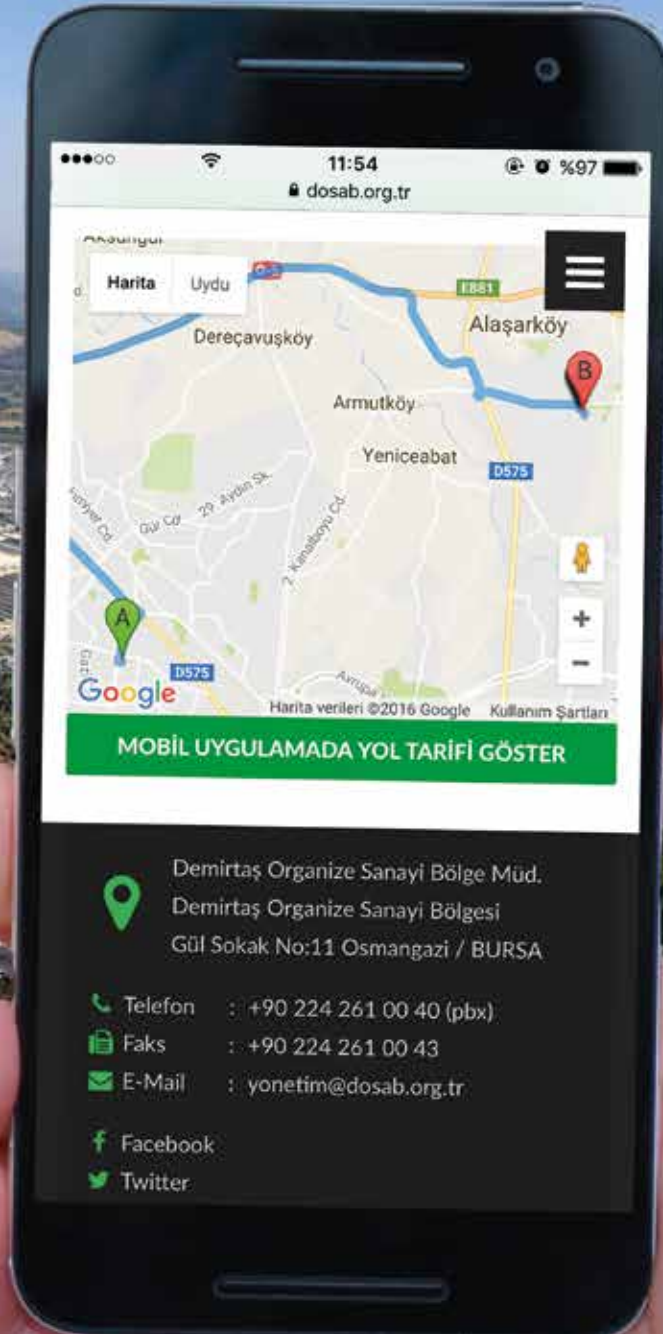 11:54
%97
dosab.org.tr
Harita Uydu
G-5
E881
Dereçavuşköy
Alaşarköy
B
Armutköy
Yeniceabat
D575
29. Aydın Sk.
Gül Cd
2. Kanalboyu Cd.
A
D575
Google
Harita verileri ©2016 Google Kullanım Şartları
MOBİL UYGULAMADA YOL TARİFİ GÖSTER
Demirtaş Organize Sanayi Bölge Müd.
Demirtaş Organize Sanayi Bölgesi
Gül Sokak No:11 Osmangazi / BURSA
Telefon : +90 224 261 00 40 (pbx)
Faks : +90 224 261 00 43
E-Mail : yonetim@dosab.org.tr
Facebook
Twitter